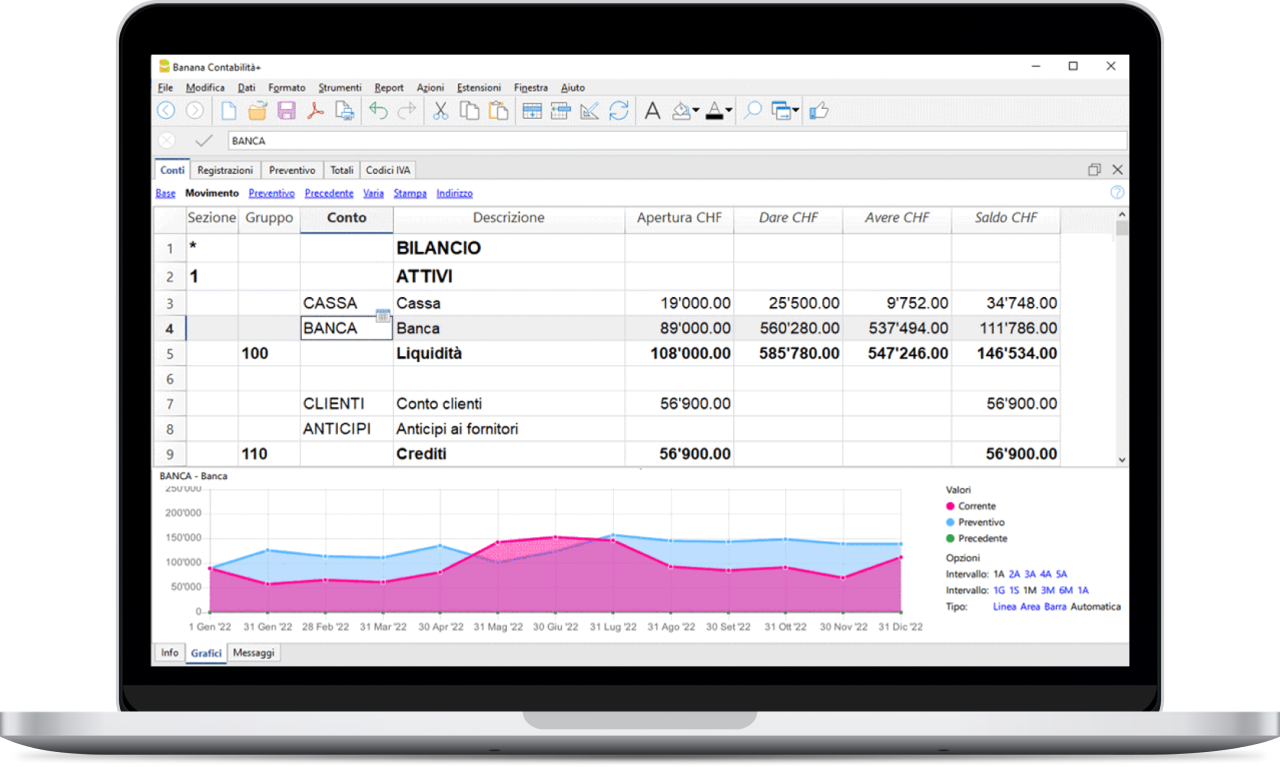 Banana Contabilità+
File Modifica Dati Formato Strumenti Report Azioni Estensioni Finestra Aiuto
BANCA
Conti Registrazioni Preventivo Totali Codici IVA
Base Movimento Preventivo Precedente Varia Stampa Indirizzo
Sezione Gruppo Conto Descrizione Apertura CHF Dare CHF Avere CHF Saldo CHF
1 * BILANCIO
2 1 ATTIVI
3 CASSA Cassa 19'000.00 25'500.00 9'752.00 34'748.00
4 BANCA Banca 89'000.00 560'280.00 537'494.00 111'786.00
5 100 Liquidità 108'000.00 585'780.00 547'246.00 146'534.00
6
7 CLIENTI Conto clienti 56'900.00 56'900.00
8 ANTICIPI Anticipi ai fornitori
9 110 Crediti 56'900.00 56'900.00
BANCA - Banca
250'000
200'000
150'000
100'000
50'000
0
1 Gen '22 31 Gen '22 28 Feb '22 31 Mar '22 30 Apr '22 31 Mag '22 30 Giu '22 31 Lug '22 31 Ago '22 30 Set '22 31 Ott '22 30 Nov '22 31 Dic '22
Valori
Corrente
Preventivo
Precedente
Opzioni
Intervallo: 1A 2A 3A 4A 5A
Intervallo: 1G 1S 1M 3M 6M 1A
Tipo: Linea Area Barra Automatica
Info Grafici Messaggi